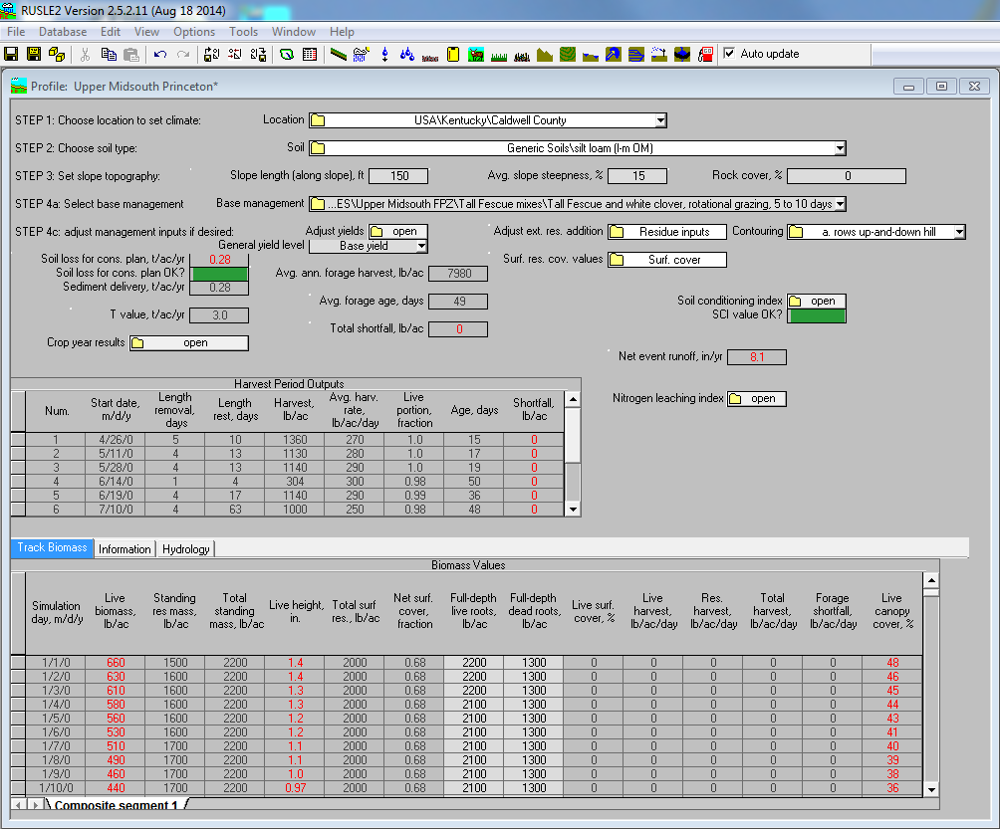 RUSLE2 Version 2.5.2.11 (Aug 18 2014)
File Database Edit View Options Tools Window Help
Auto update
Profile: Upper Midsouth Princeton*
STEP 1: Choose location to set climate: Location USA\Kentucky\Caldwell County
STEP 2: Choose soil type: Soil Generic Soils\silt loam (l-m OM)
STEP 3: Set slope topography: Slope length (along slope), ft 150 Avg. slope steepness, % 15 Rock cover, % 0
STEP 4a: Select base management Base management ...ES\Upper Midsouth FPZ\Tall Fescue mixes\Tall Fescue and white clover, rotational grazing, 5 to 10 days
STEP 4c: adjust management inputs if desired: Adjust yields open Adjust ext. res. addition Residue inputs Contouring a. rows up-and-down hill
General yield level Base yield
Soil loss for cons. plan, t/ac/yr 0.28 Surf. res. cov. values Surf. cover
Soil loss for cons. plan OK? Avg. ann. forage harvest, lb/ac 7980
Sediment delivery, t/ac/yr 0.28
Avg. forage age, days 49 Soil conditioning index open
T value, t/ac/yr 3.0 SCI value OK?
Total shortfall, lb/ac 0
Crop year results open
Net event runoff, in/yr 8.1
Nitrogen leaching index open
Harvest Period Outputs
Num. Start date, m/d/y Length removal, days Length rest, days Harvest, lb/ac Avg. harv. rate, lb/ac/day Live portion, fraction Age, days Shortfall, lb/ac
1 4/26/0 5 10 1360 270 1.0 15 0
2 5/11/0 4 13 1130 280 1.0 17 0
3 5/28/0 4 13 1140 290 1.0 19 0
4 6/14/0 1 4 304 300 0.98 50 0
5 6/19/0 4 17 1140 290 0.99 36 0
6 7/10/0 4 63 1000 250 0.98 48 0
Track Biomass Information Hydrology
Biomass Values
Simulation day, m/d/y Live biomass, lb/ac Standing res mass, lb/ac Total standing mass, lb/ac Live height, in. Total surf res., lb/ac Net surf. cover, fraction Full-depth live roots, lb/ac Full-depth dead roots, lb/ac Live surf. cover, % Live harvest, lb/ac/day Res. harvest, lb/ac/day Total harvest, lb/ac/day Forage shortfall, lb/ac/day Live canopy cover, %
1/1/0 660 1500 2200 1.4 2000 0.68 2200 1300 0 0 0 0 0 48
1/2/0 630 1600 2200 1.4 2000 0.68 2200 1300 0 0 0 0 0 46
1/3/0 610 1600 2200 1.3 2000 0.68 2200 1300 0 0 0 0 0 45
1/4/0 580 1600 2200 1.3 2000 0.68 2100 1300 0 0 0 0 0 44
1/5/0 560 1600 2200 1.2 2000 0.68 2100 1300 0 0 0 0 0 43
1/6/0 530 1600 2200 1.2 2000 0.68 2100 1300 0 0 0 0 0 41
1/7/0 510 1700 2200 1.1 2000 0.68 2100 1300 0 0 0 0 0 40
1/8/0 490 1700 2200 1.1 2000 0.68 2100 1300 0 0 0 0 0 39
1/9/0 460 1700 2200 1.0 2000 0.68 2100 1300 0 0 0 0 0 38
1/10/0 440 1700 2200 0.97 2000 0.68 2100 1300 0 0 0 0 0 36
Composite segment 1